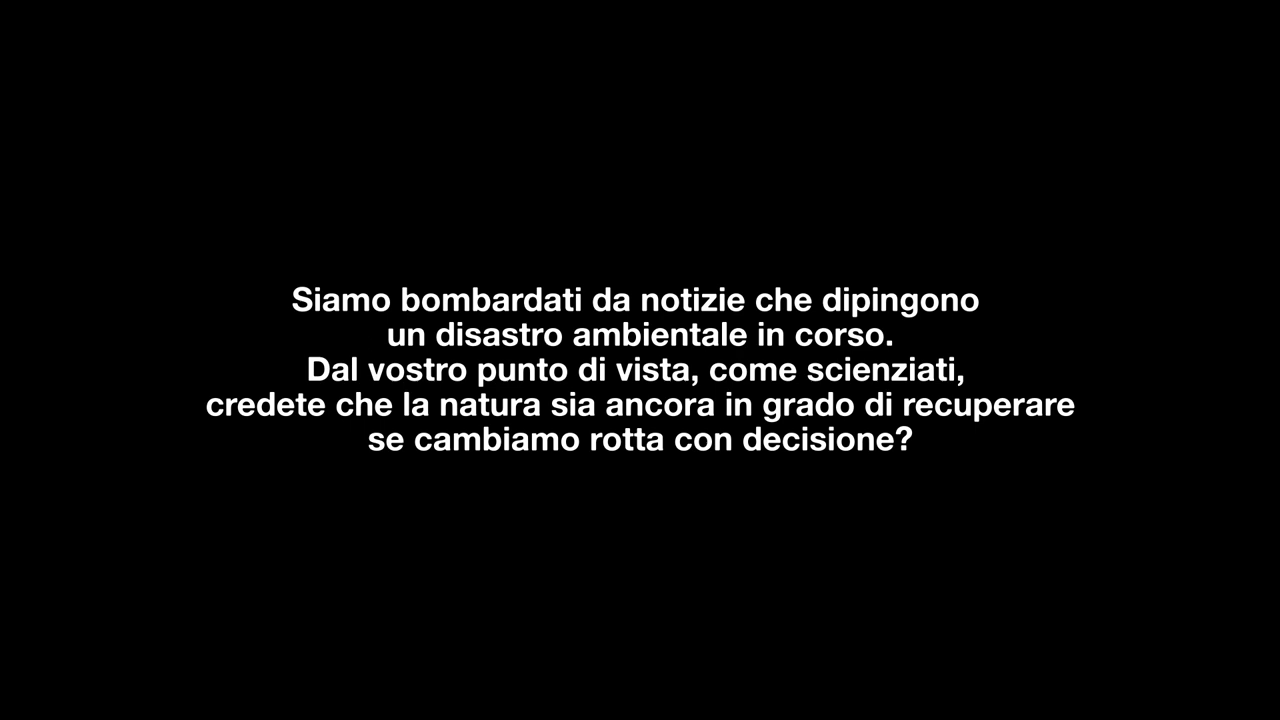 Siamo bombardati da notizie che dipingono
un disastro ambientale in corso.
Dal vostro punto di vista, come scienziati,
credete che la natura sia ancora in grado di recuperare
se cambiamo rotta con decisione?